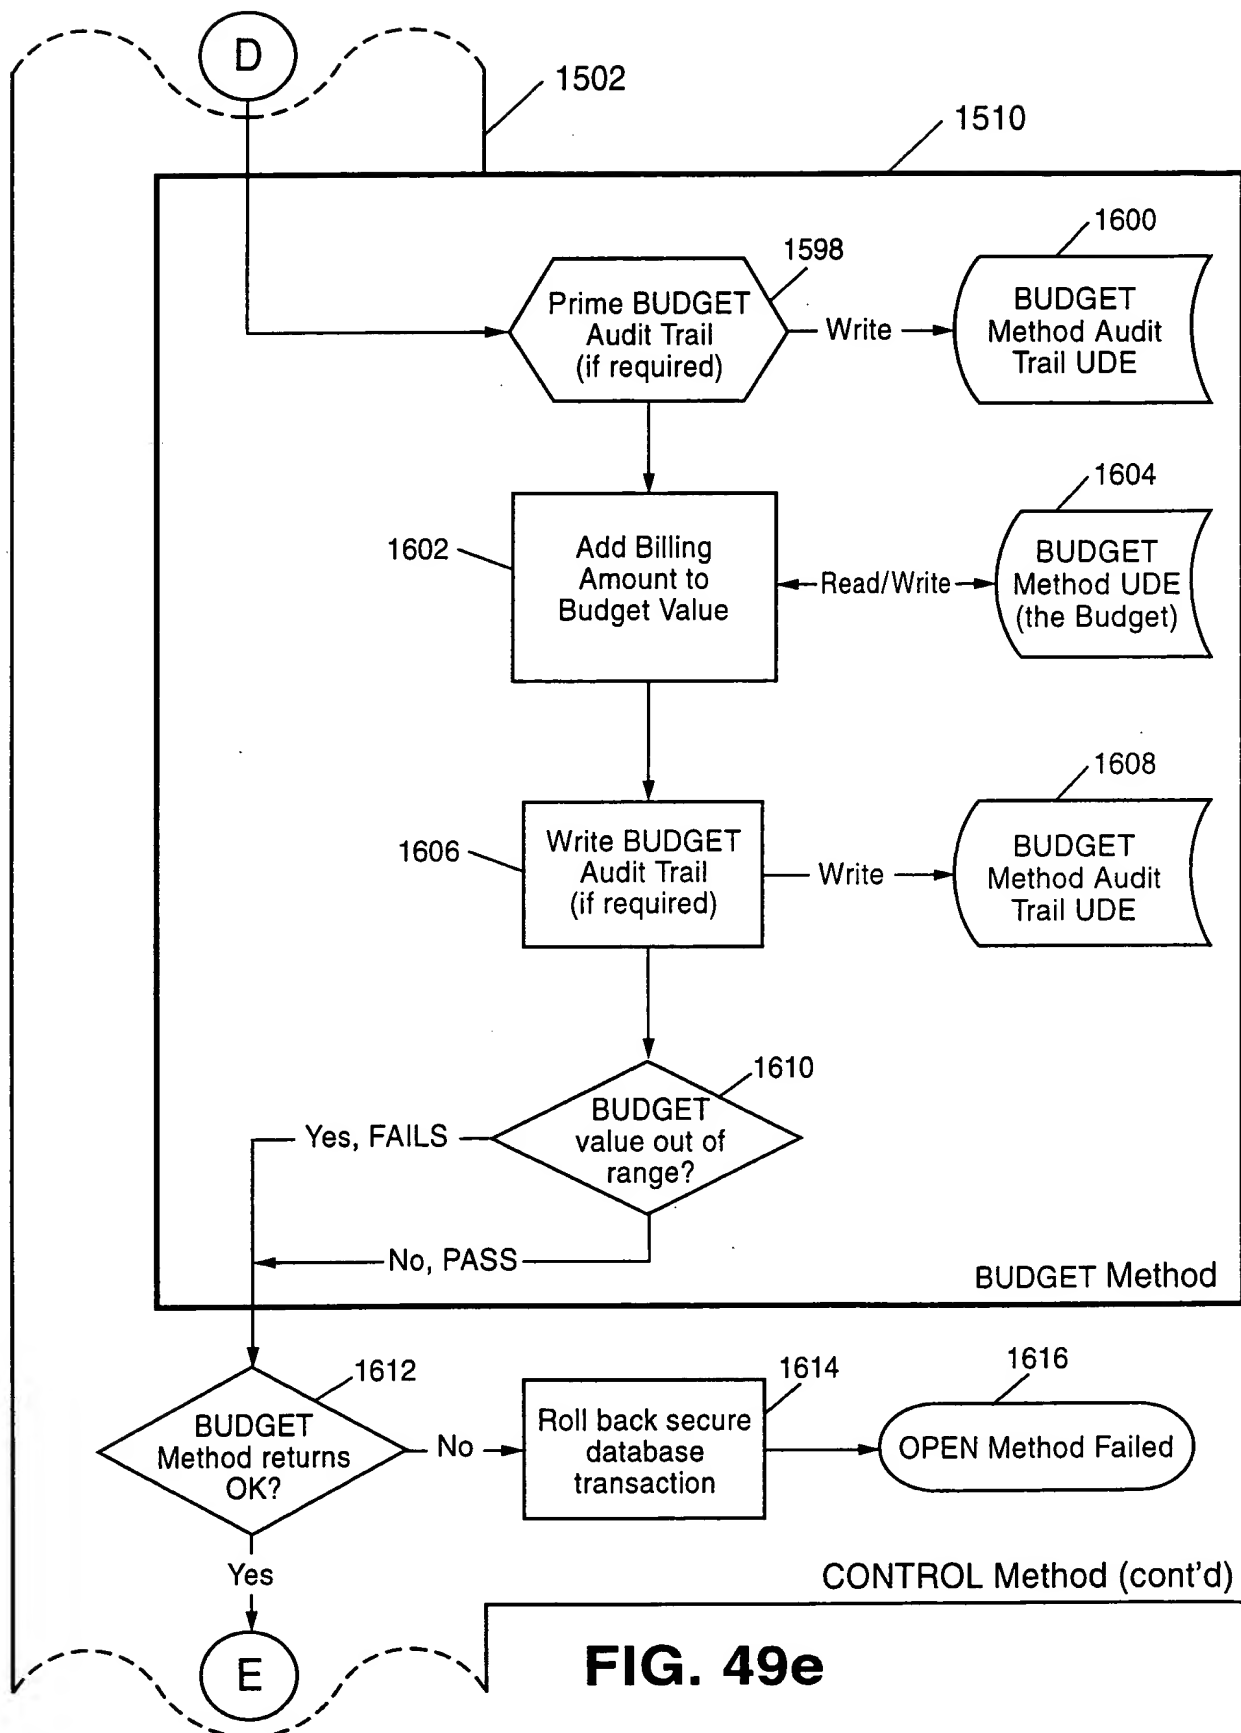 D
1502
1510
1598
1600
Prime BUDGET
Audit Trail
(if required)
Write
BUDGET
Method Audit
Trail UDE
1602
Add Billing
Amount to
Budget Value
Read/Write
1604
BUDGET
Method UDE
(the Budget)
1606
Write BUDGET
Audit Trail
(if required)
Write
1608
BUDGET
Method Audit
Trail UDE
1610
BUDGET
value out of
range?
Yes, FAILS
No, PASS
BUDGET Method
1612
BUDGET
Method returns
OK?
No
1614
Roll back secure
database
transaction
1616
OPEN Method Failed
Yes
CONTROL Method (cont'd)
E
FIG. 49e